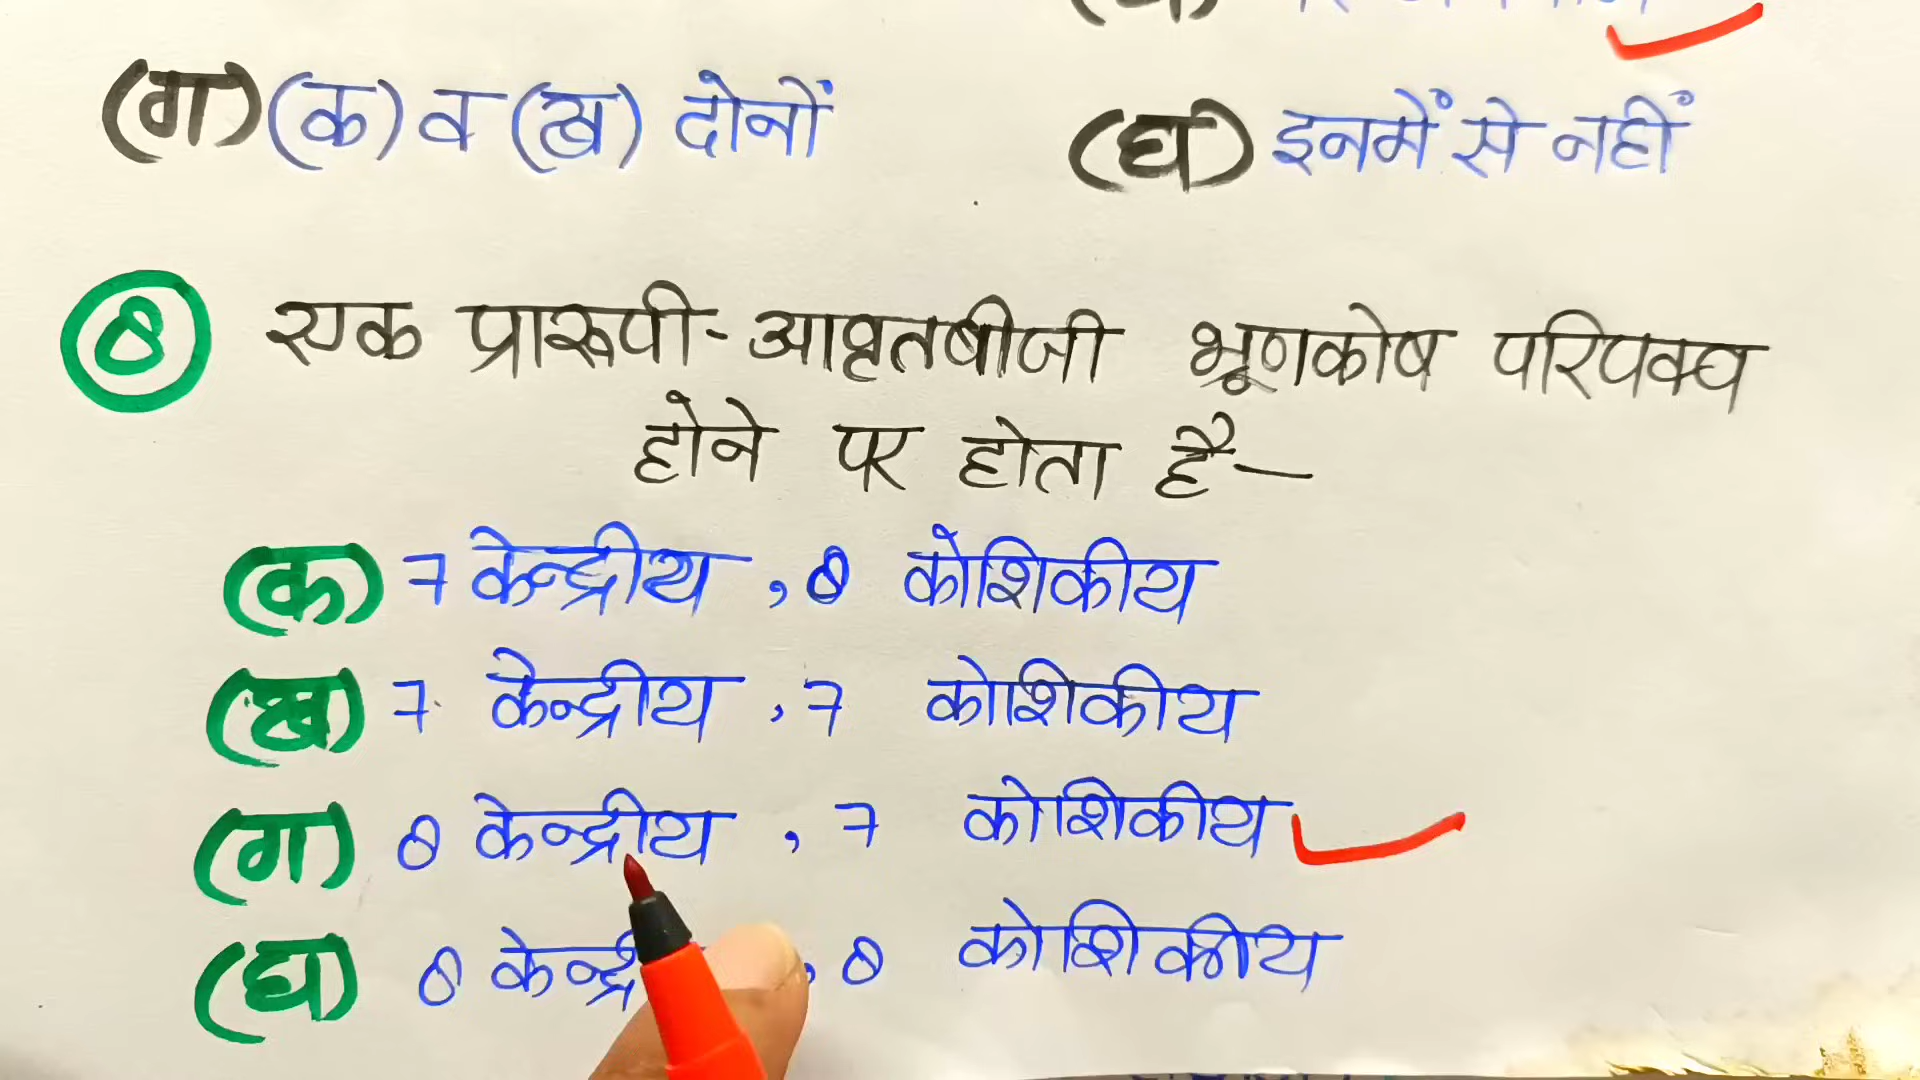 (ग) (क) व (ख) दोनों
(घ) इनमें से नहीं
8 एक प्रारूपी-आवृतबीजी भ्रूणकोष परिपक्व
होने पर होता है-
(क) 7 केन्द्रीय , 8 कोशिकीय
(ख) 7 केन्द्रीय , 7 कोशिकीय
(ग) 8 केन्द्रीय , 7 कोशिकीय
(घ) 8 , 8 कोशिकीय